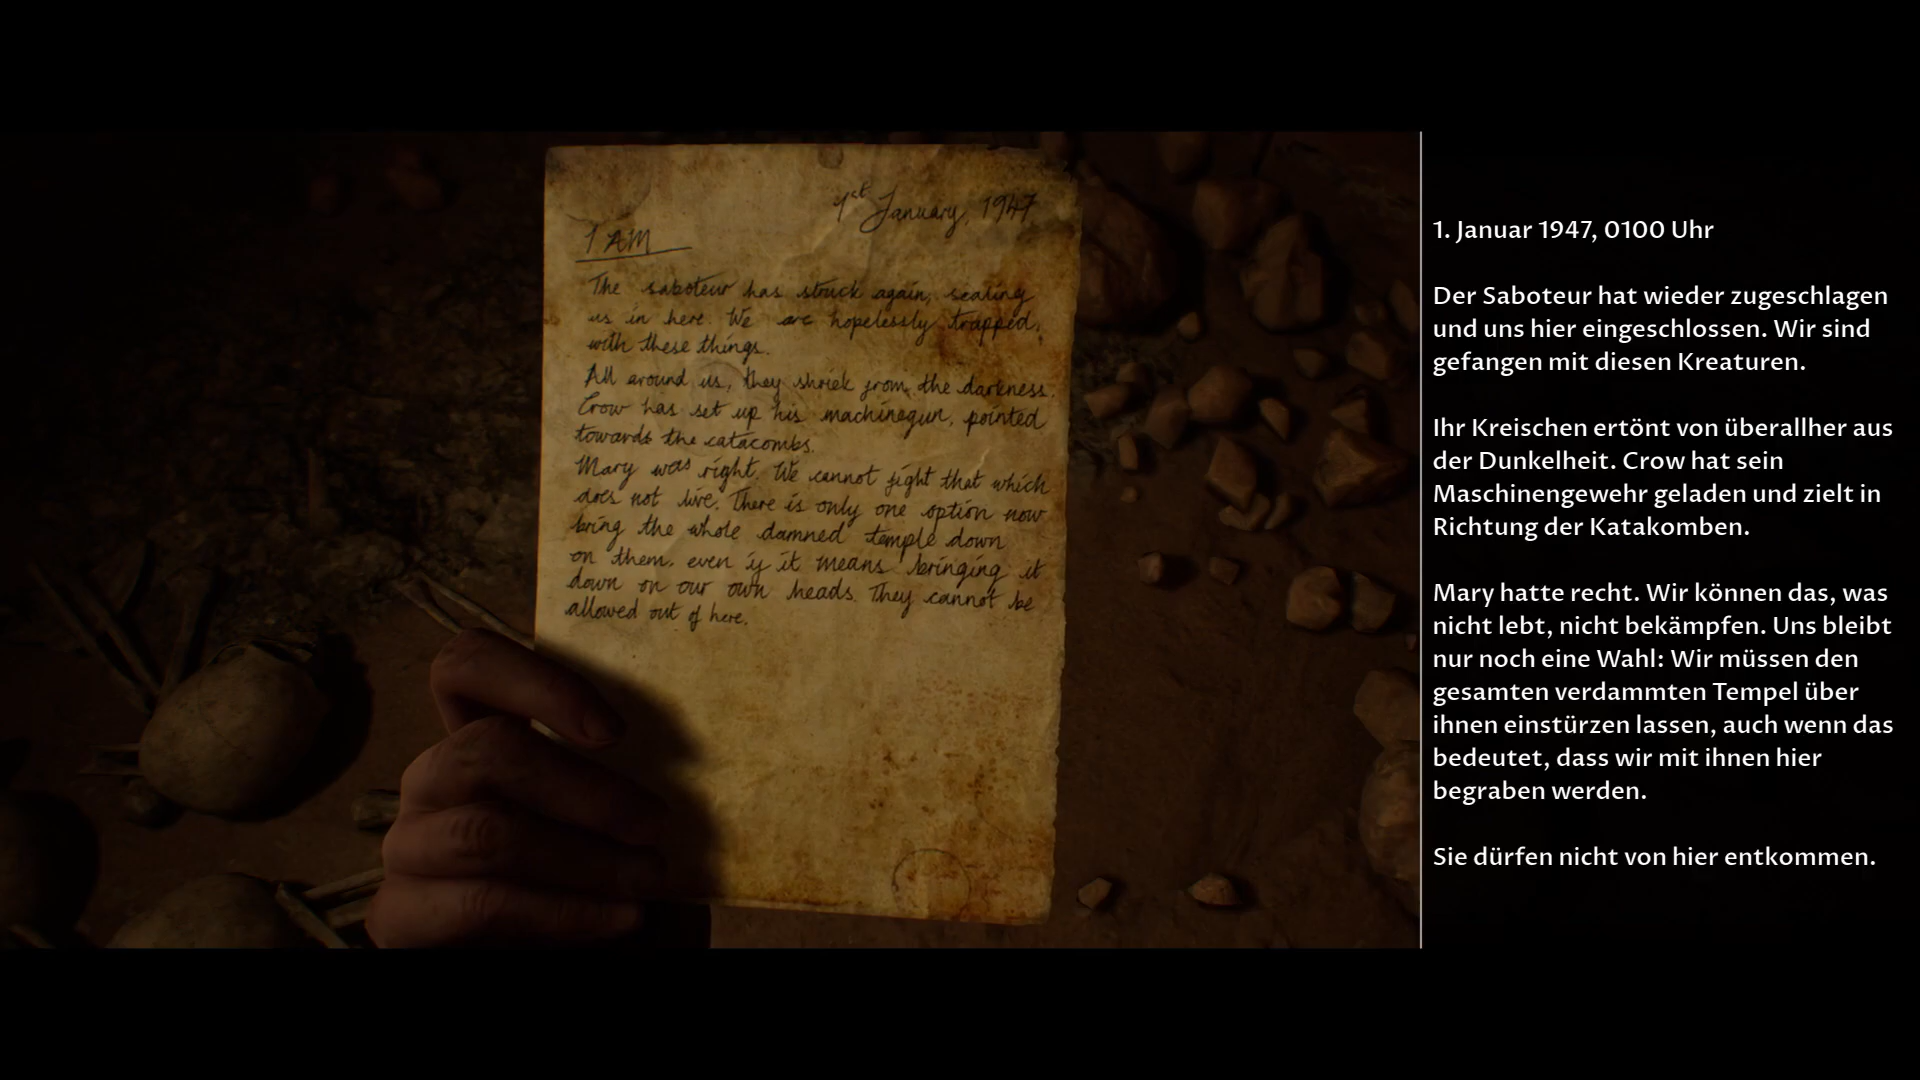 1st January, 1947
1 AM
The saboteur has struck again, sealing
us in here. We are hopelessly trapped,
with these things.
All around us, they shriek from the darkness.
Crow has set up his machinegun, pointed
towards the catacombs.
Mary was right. We cannot fight that which
does not live. There is only one option now
bring the whole damned temple down
on them, even if it means bringing it
down on our own heads. They cannot be
allowed out of here.
1. Januar 1947, 0100 Uhr
Der Saboteur hat wieder zugeschlagen
und uns hier eingeschlossen. Wir sind
gefangen mit diesen Kreaturen.
Ihr Kreischen ertönt von überallher aus
der Dunkelheit. Crow hat sein
Maschinengewehr geladen und zielt in
Richtung der Katakomben.
Mary hatte recht. Wir können das, was
nicht lebt, nicht bekämpfen. Uns bleibt
nur noch eine Wahl: Wir müssen den
gesamten verdammten Tempel über
ihnen einstürzen lassen, auch wenn das
bedeutet, dass wir mit ihnen hier
begraben werden.
Sie dürfen nicht von hier entkommen.